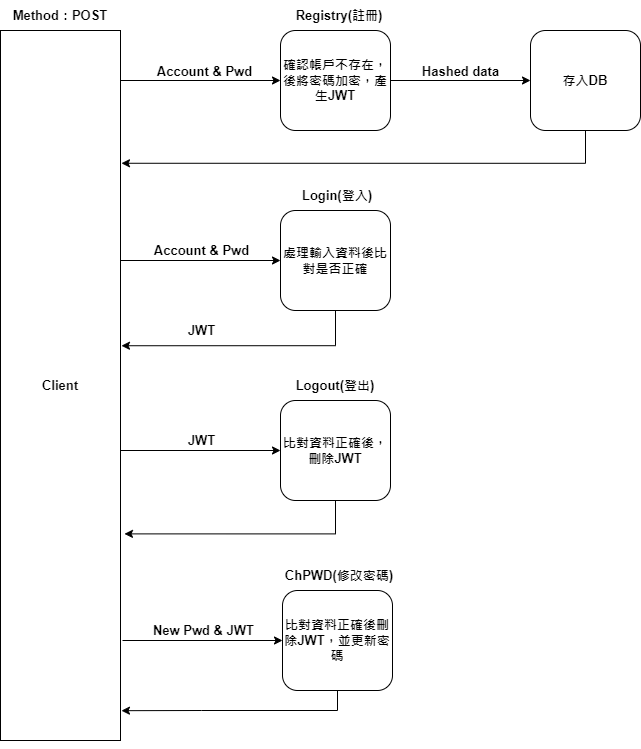 Method：POST
Registry(註冊)
Account & Pwd
確認帳戶不存在，
後將密碼加密，產
生JWT
Hashed data
存入DB
Login(登入)
Account & Pwd
處理輸入資料後比
對是否正確
JWT
Client
Logout(登出)
JWT
比對資料正確後，
刪除JWT
ChPWD(修改密碼)
New Pwd & JWT
比對資料正確後刪
除JWT，並更新密
碼